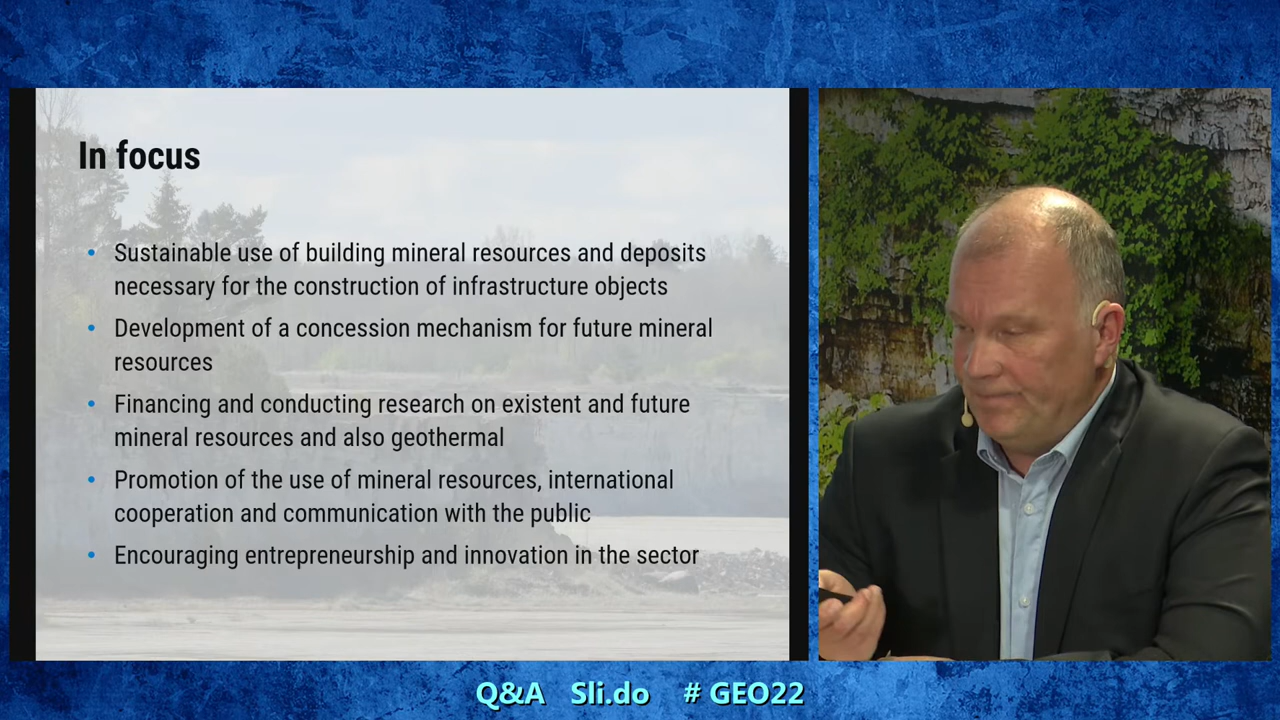 In focus
• Sustainable use of building mineral resources and deposits
necessary for the construction of infrastructure objects
• Development of a concession mechanism for future mineral
resources
• Financing and conducting research on existent and future
mineral resources and also geothermal
• Promotion of the use of mineral resources, international
cooperation and communication with the public
• Encouraging entrepreneurship and innovation in the sector
Q&A Sli.do # GEO22